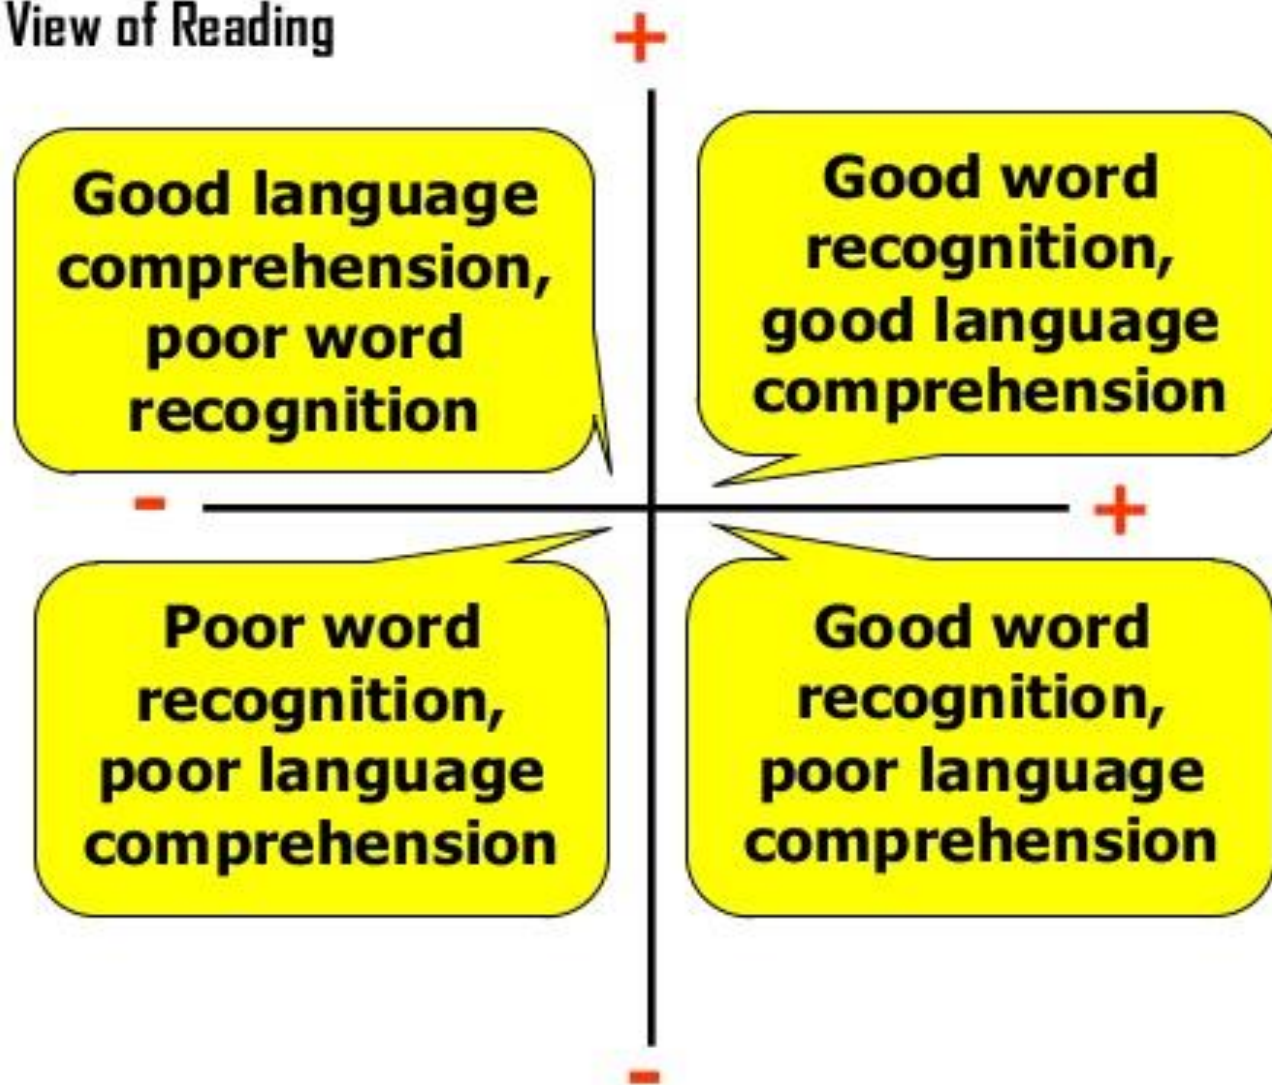 View of Reading
+
Good language
comprehension,
poor word
recognition
Good word
recognition,
good language
comprehension
-
+
Poor word
recognition,
poor language
comprehension
Good word
recognition,
poor language
comprehension
-